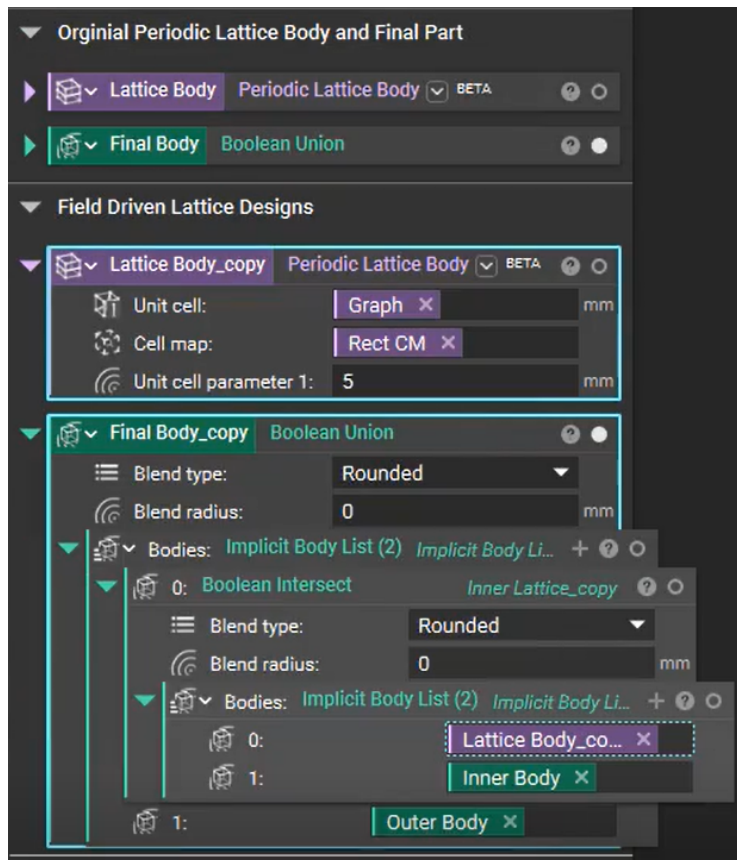 Orginial Periodic Lattice Body and Final Part
Lattice Body Periodic Lattice Body BETA
Final Body Boolean Union
Field Driven Lattice Designs
Lattice Body_copy Periodic Lattice Body BETA
Unit cell: Graph × mm
Cell map: Rect CM ×
Unit cell parameter 1: 5 mm
Final Body_copy Boolean Union
Blend type: Rounded
Blend radius: 0 mm
Bodies: Implicit Body List (2) Implicit Body Li... + ?
0: Boolean Intersect Inner Lattice_copy ?
Blend type: Rounded
Blend radius: 0 mm
Bodies: Implicit Body List (2) Implicit Body Li... + ?
0: Lattice Body_co... ×
1: Inner Body ×
1: Outer Body ×